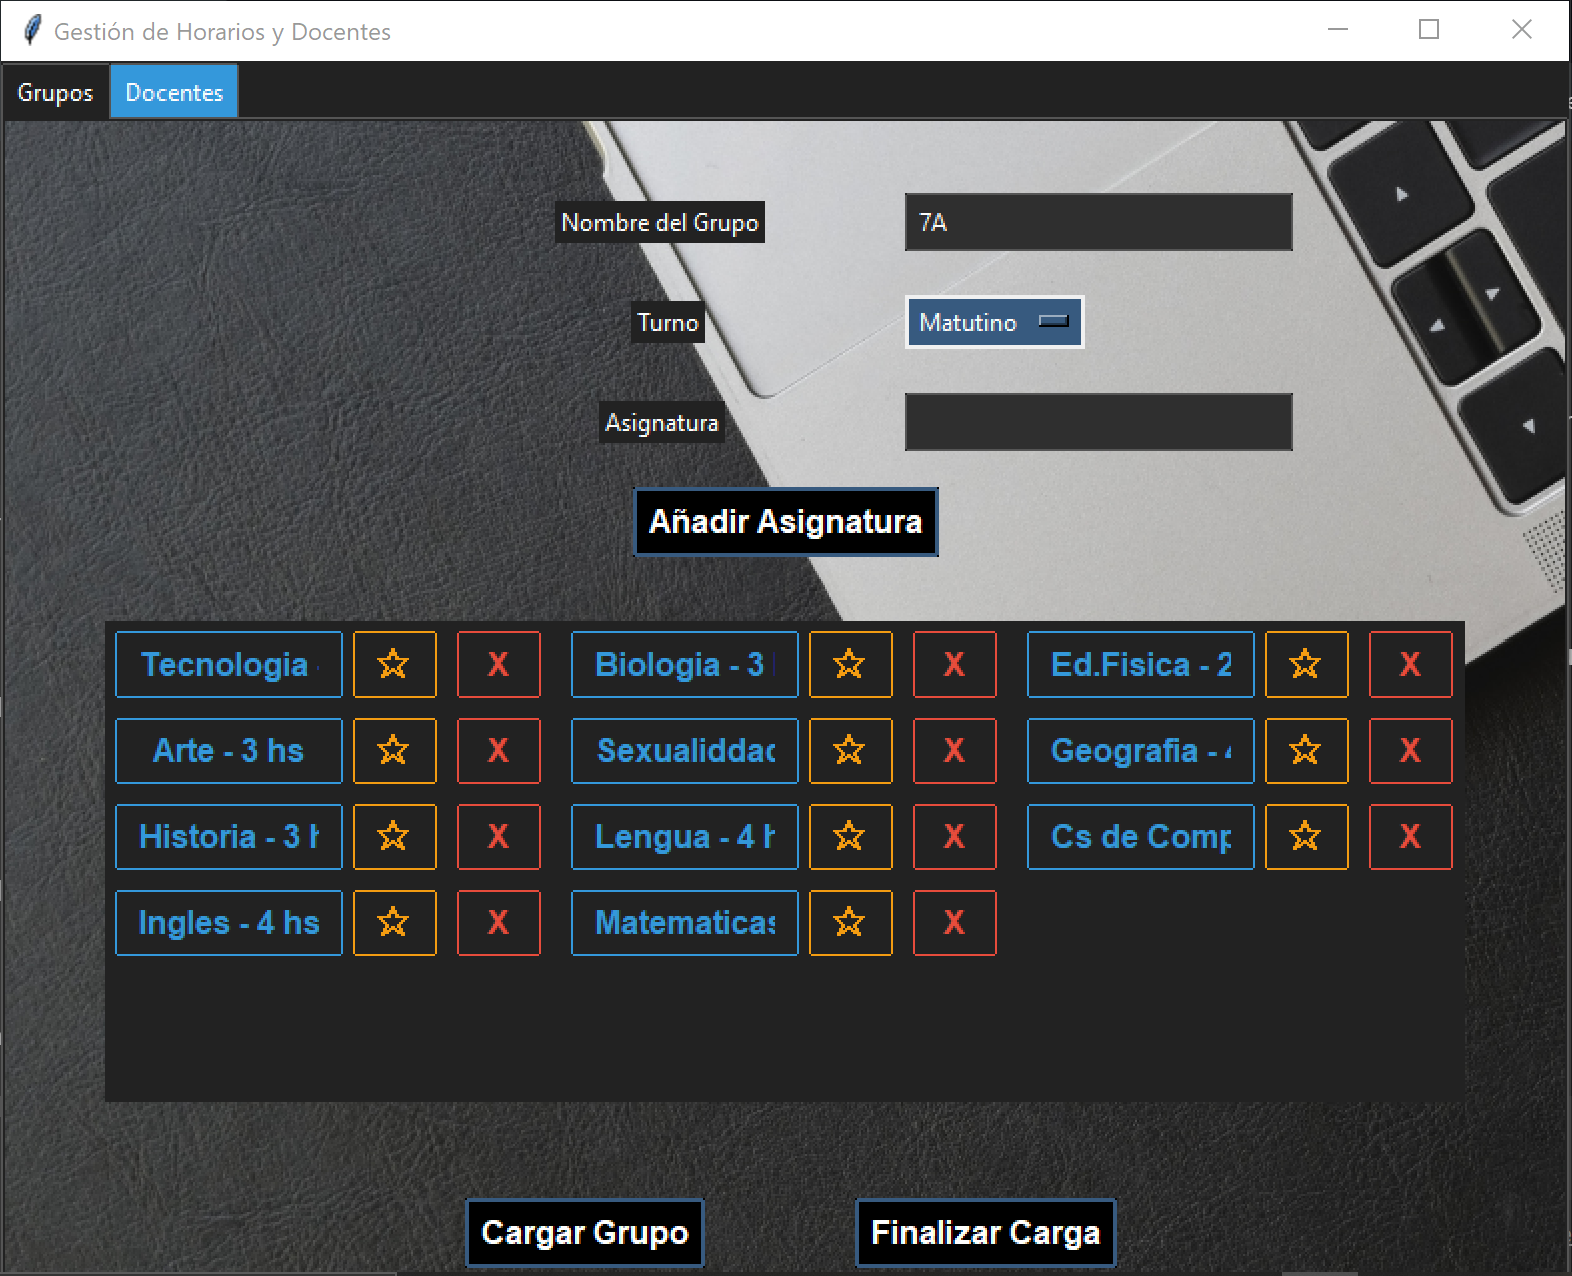 Gestión de Horarios y Docentes
Grupos Docentes
Nombre del Grupo 7A
Turno Matutino
Asignatura
Añadir Asignatura
Tecnologia - ☆ X Biologia - 3 ☆ X Ed.Fisica - 2 ☆ X
Arte - 3 hs ☆ X Sexualiddad ☆ X Geografia - 4 ☆ X
Historia - 3 h ☆ X Lengua - 4 h ☆ X Cs de Comp ☆ X
Ingles - 4 hs ☆ X Matematicas ☆ X
Cargar Grupo Finalizar Carga